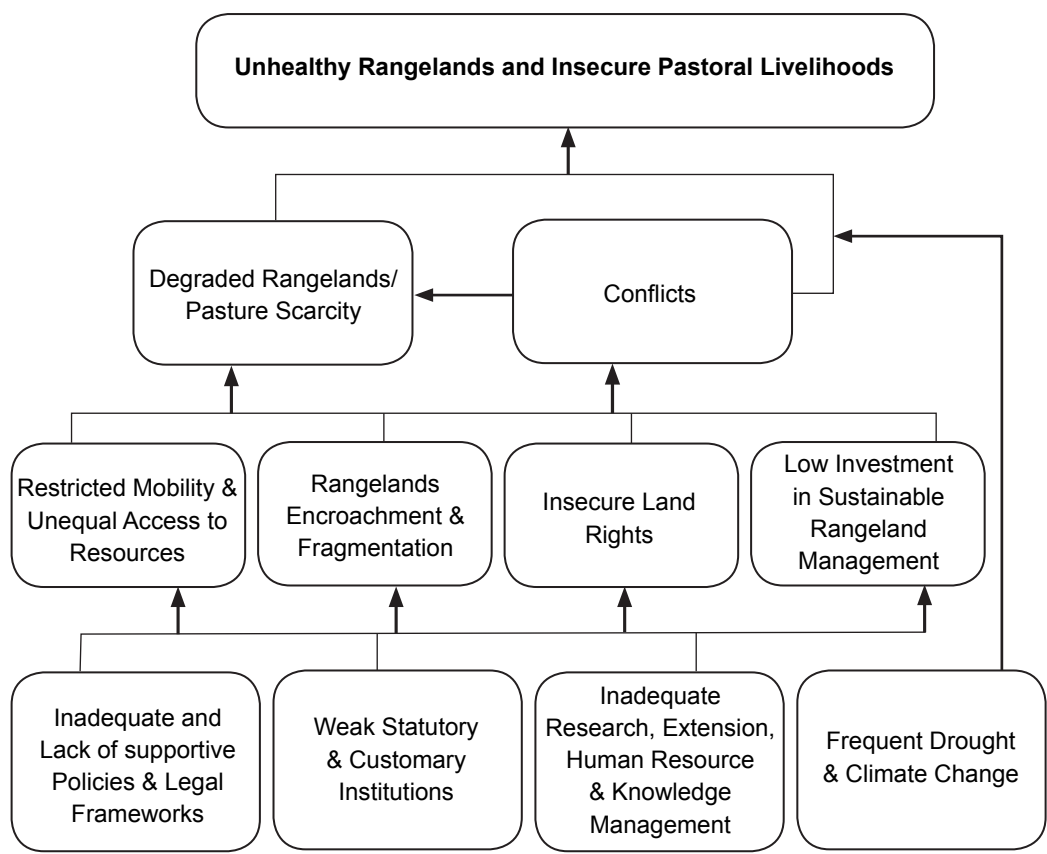 Unhealthy Rangelands and Insecure Pastoral Livelihoods
Degraded Rangelands/
Pasture Scarcity
Conflicts
Restricted Mobility &
Unequal Access to
Resources
Rangelands
Encroachment &
Fragmentation
Insecure Land
Rights
Low Investment
in Sustainable
Rangeland
Management
Inadequate and
Lack of supportive
Policies & Legal
Frameworks
Weak Statutory
& Customary
Institutions
Inadequate
Research, Extension,
Human Resource
& Knowledge
Management
Frequent Drought
& Climate Change